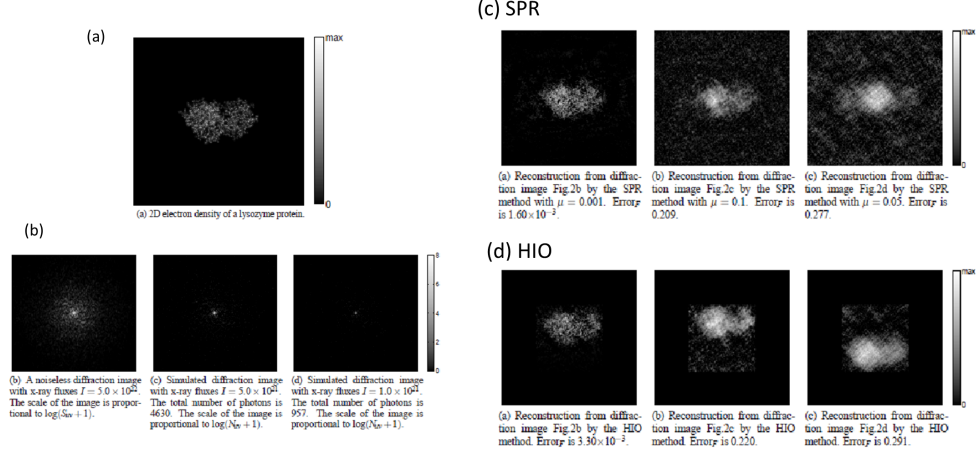 (a)
max
0
(a) 2D electron density of a lysozyme protein.
(b)
8
6
4
2
0
(b) A noiseless diffraction image
with x-ray fluxes I = 5.0 × 10²².
The scale of the image is propor-
tional to log(S + 1).
(c) Simulated diffraction image
with x-ray fluxes I = 5.0 × 10²¹.
The total number of photons is
4630. The scale of the image is
proportional to log(N + 1).
(d) Simulated diffraction image
with x-ray fluxes I = 1.0 × 10²¹.
The total number of photons is
957. The scale of the image is
proportional to log(N + 1).
(c) SPR
max
0
(a) Reconstruction from diffrac-
tion image Fig.2b by the SPR
method with μ = 0.001. Error_F
is 1.60×10⁻³.
(b) Reconstruction from diffrac-
tion image Fig.2c by the SPR
method with μ = 0.1. Error_F is
0.209.
(c) Reconstruction from diffrac-
tion image Fig.2d by the SPR
method with μ = 0.05. Error_F is
0.277.
(d) HIO
max
0
(a) Reconstruction from diffrac-
tion image Fig.2b by the HIO
method. Error_F is 3.30×10⁻³.
(b) Reconstruction from diffrac-
tion image Fig.2c by the HIO
method. Error_F is 0.220.
(c) Reconstruction from diffrac-
tion image Fig.2d by the HIO
method. Error_F is 0.291.